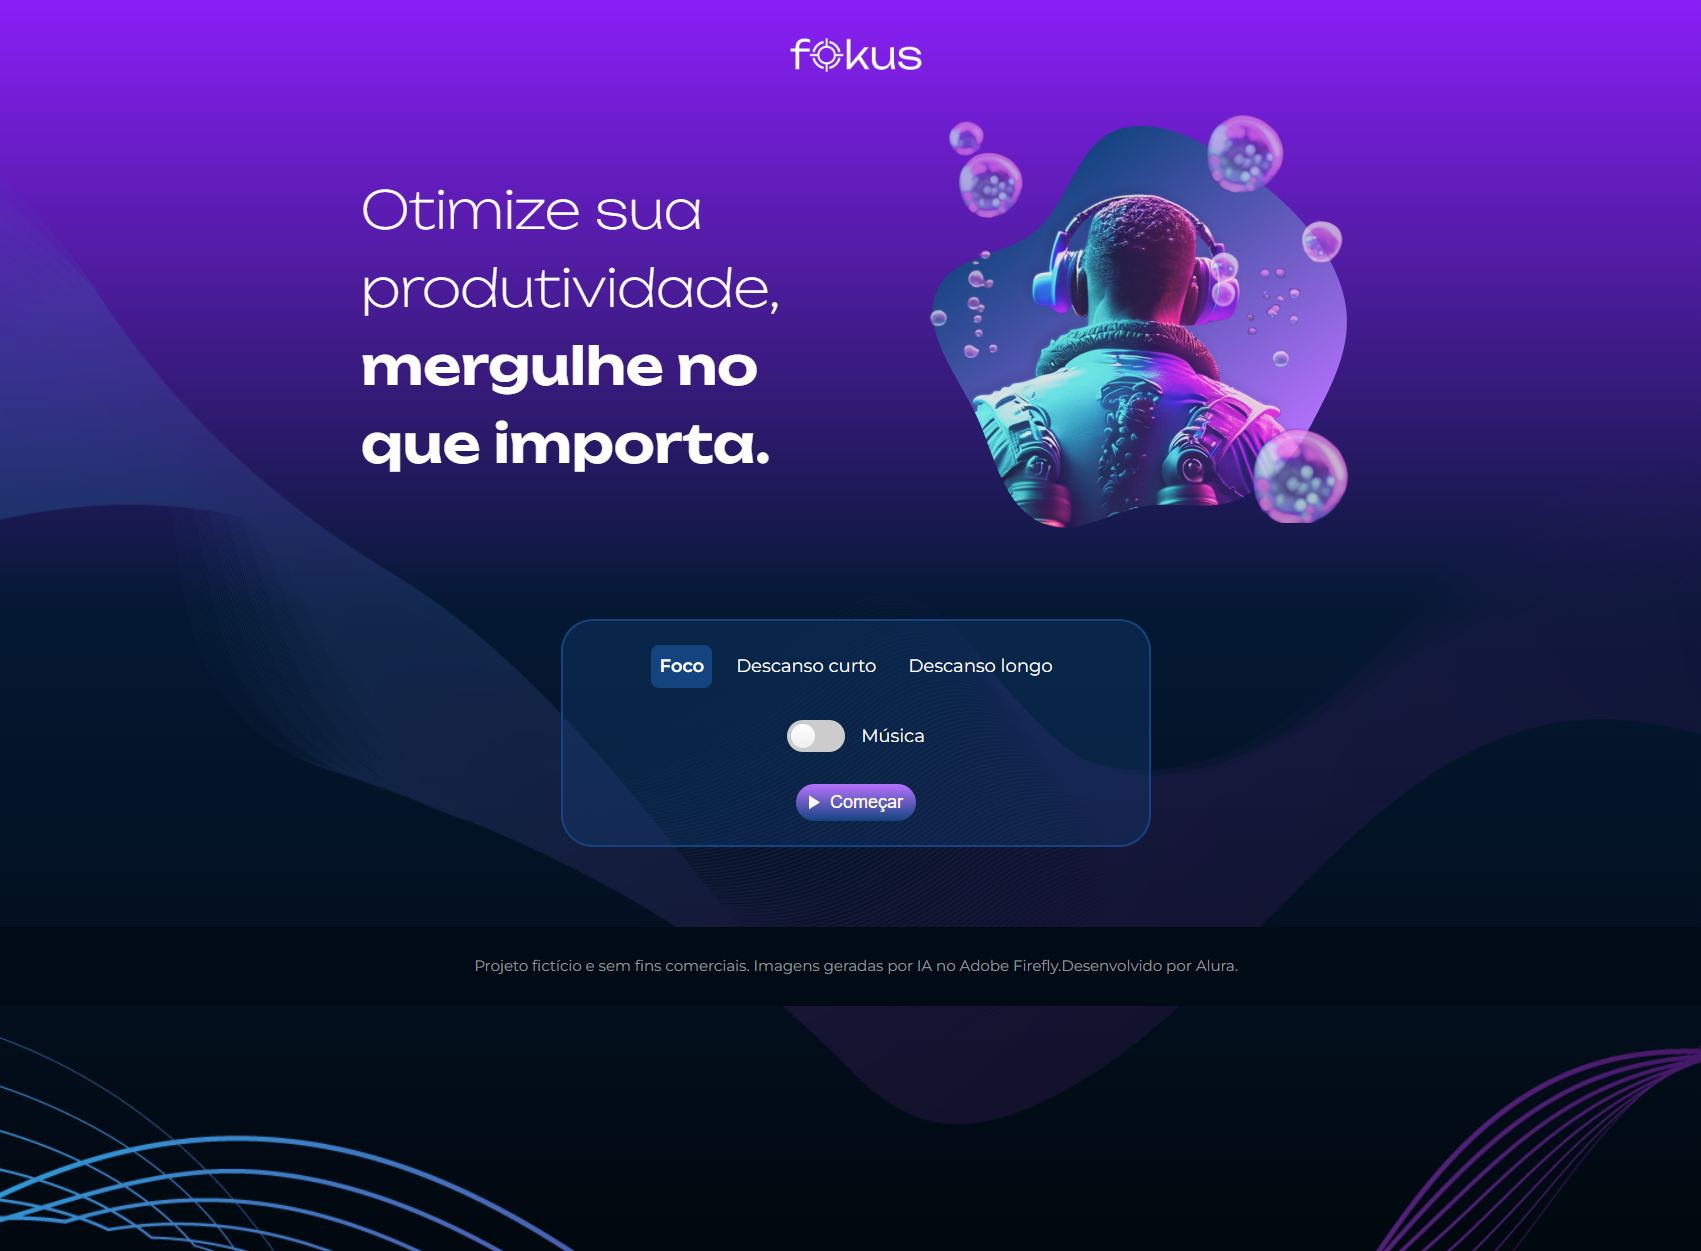 fokus
Otimize sua
produtividade,
mergulhe no
que importa.
Foco Descanso curto Descanso longo
Música
Começar
Projeto fictício e sem fins comerciais. Imagens geradas por IA no Adobe Firefly.Desenvolvido por Alura.